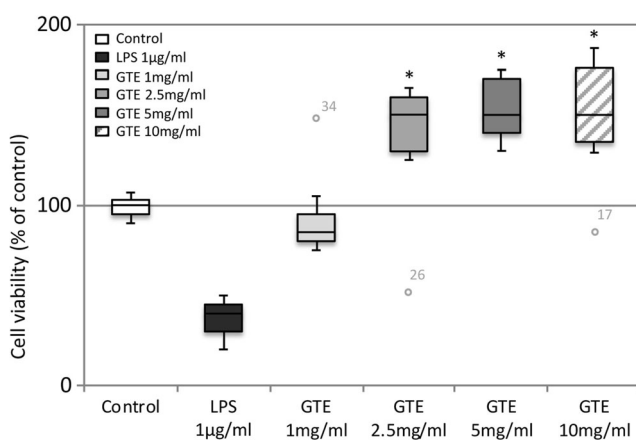 200
Control
LPS 1µg/ml
GTE 1mg/ml
GTE 2.5mg/ml
GTE 5mg/ml
GTE 10mg/ml
34
*
*
*
Cell viability (% of control)
100
17
26
0
Control
LPS
1µg/ml
GTE
1mg/ml
GTE
2.5mg/ml
GTE
5mg/ml
GTE
10mg/ml